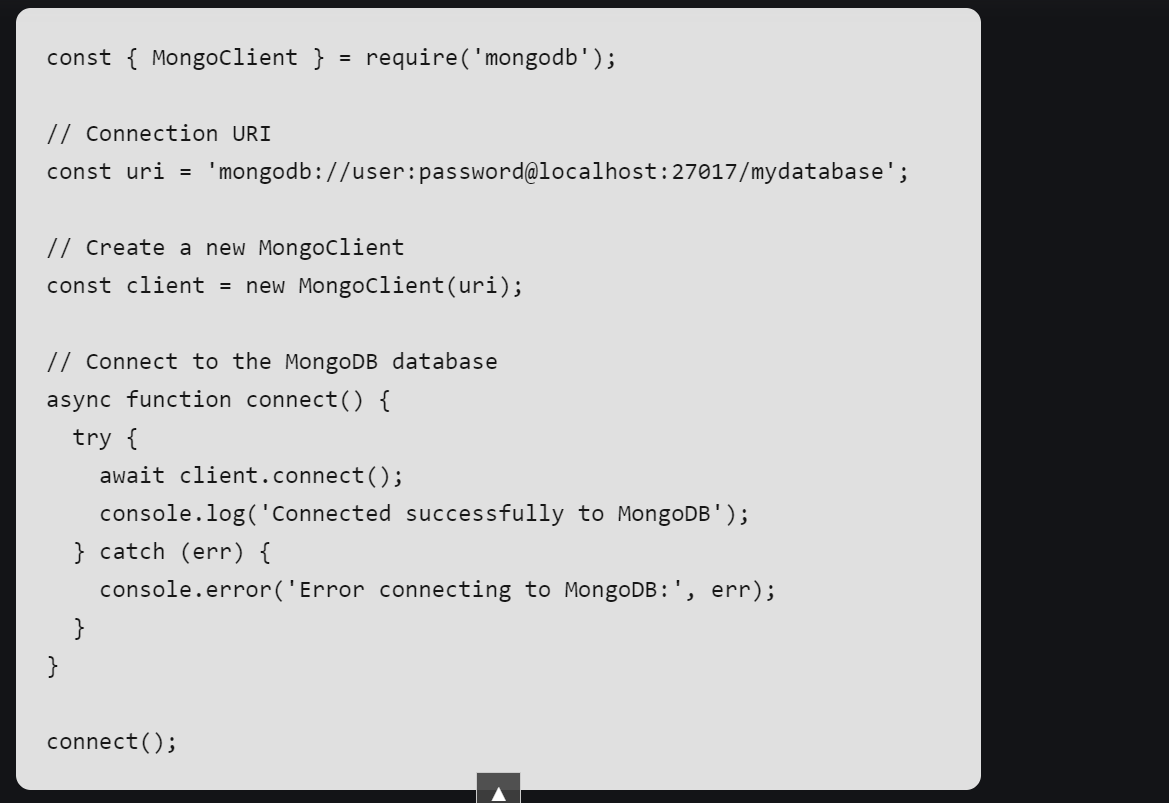 const { MongoClient } = require('mongodb');
// Connection URI
const uri = 'mongodb://user:password@localhost:27017/mydatabase';
// Create a new MongoClient
const client = new MongoClient(uri);
// Connect to the MongoDB database
async function connect() {
  try {
    await client.connect();
    console.log('Connected successfully to MongoDB');
  } catch (err) {
    console.error('Error connecting to MongoDB:', err);
  }
}
connect();